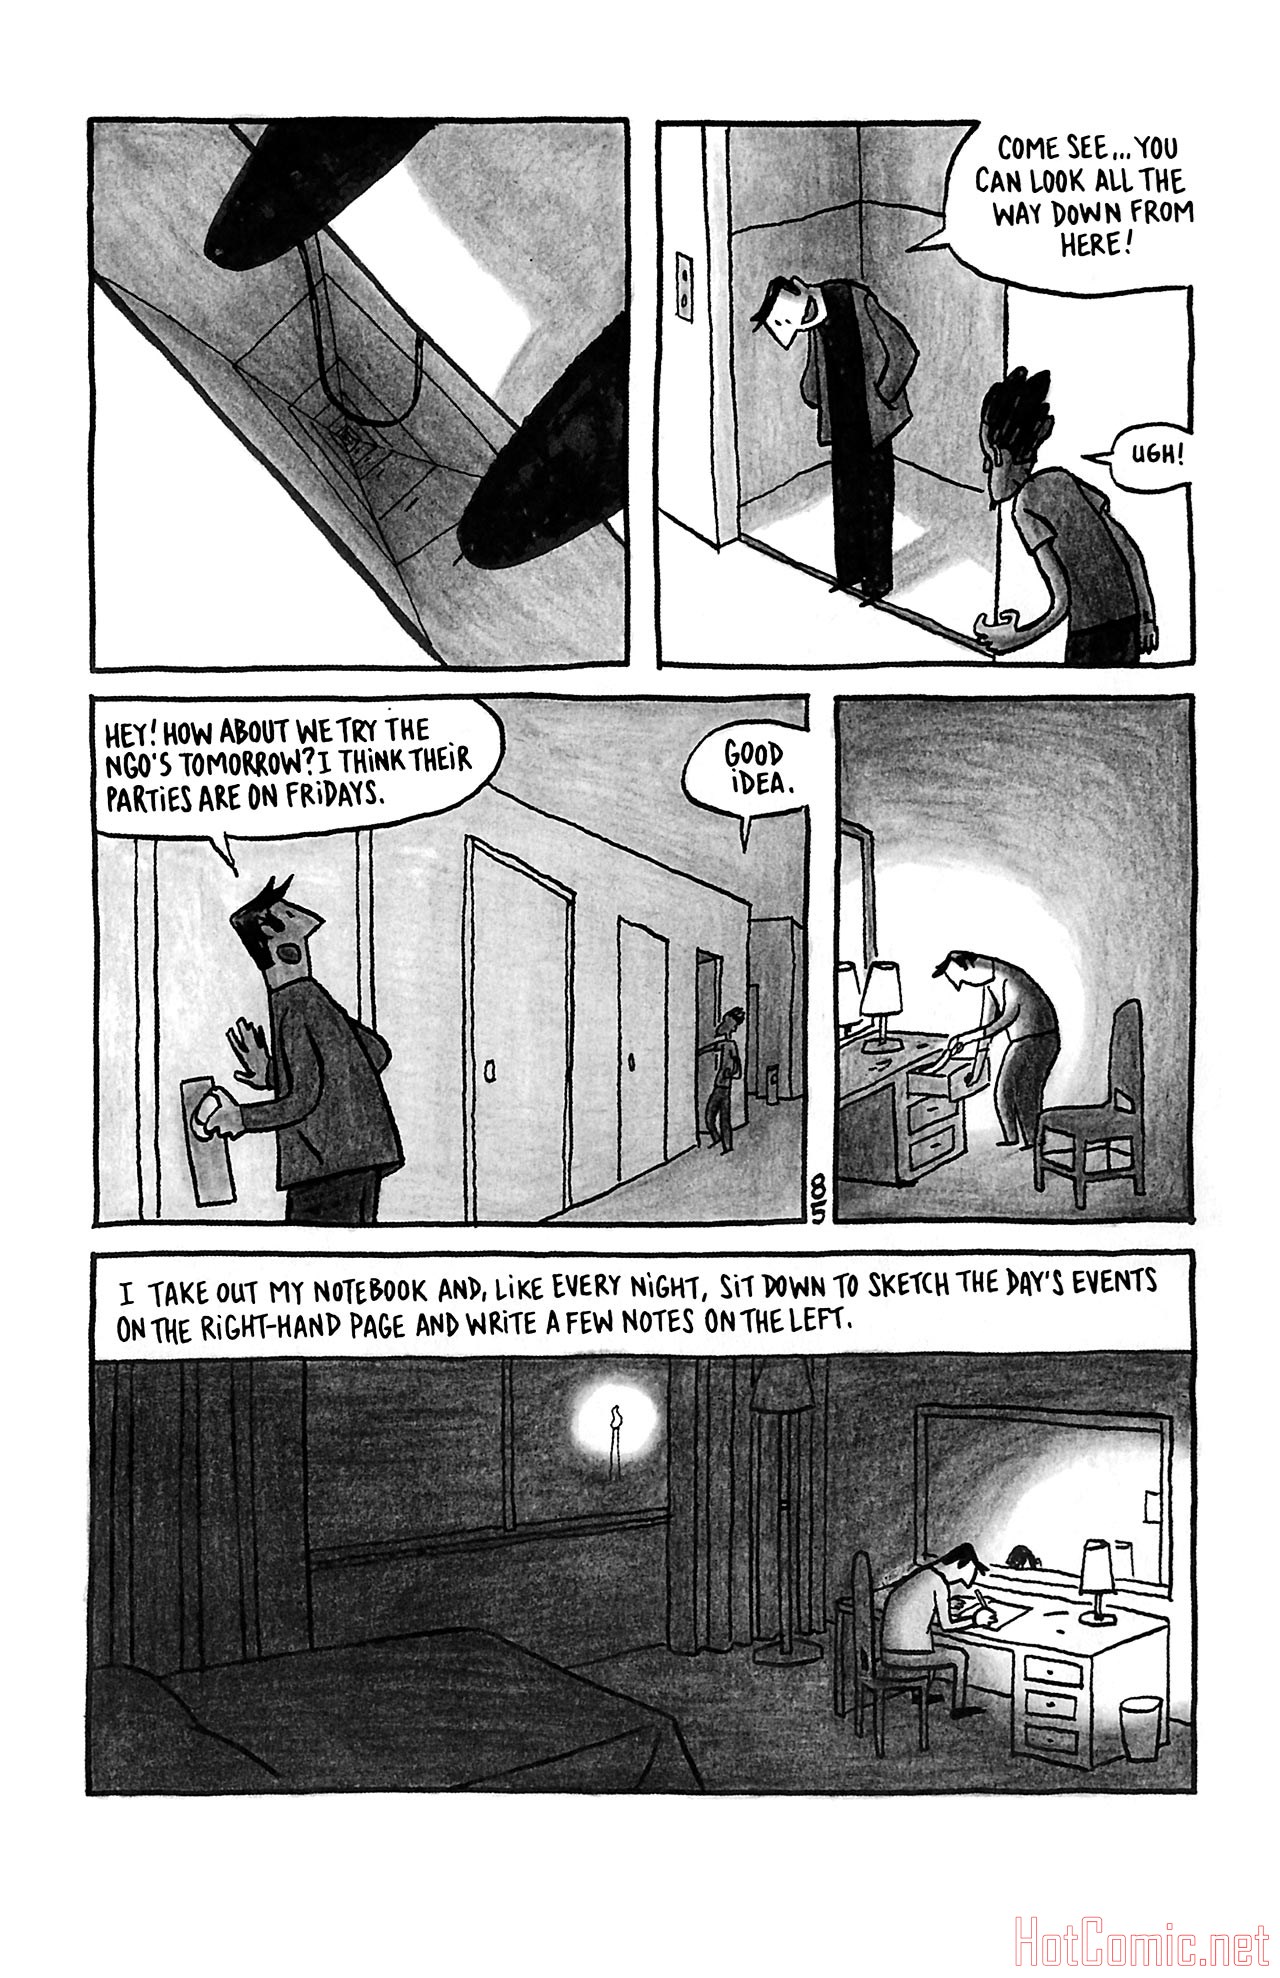 COME SEE... YOU
CAN LOOK ALL THE
WAY DOWN FROM
HERE!
UGH!
HEY! HOW ABOUT WE TRY THE
NGO'S TOMORROW? I THINK THEIR
PARTIES ARE ON FRIDAYS.
GOOD
IDEA.
85
I TAKE OUT MY NOTEBOOK AND, LIKE EVERY NIGHT, SIT DOWN TO SKETCH THE DAY'S EVENTS
ON THE RIGHT-HAND PAGE AND WRITE A FEW NOTES ON THE LEFT.
HotComic.net